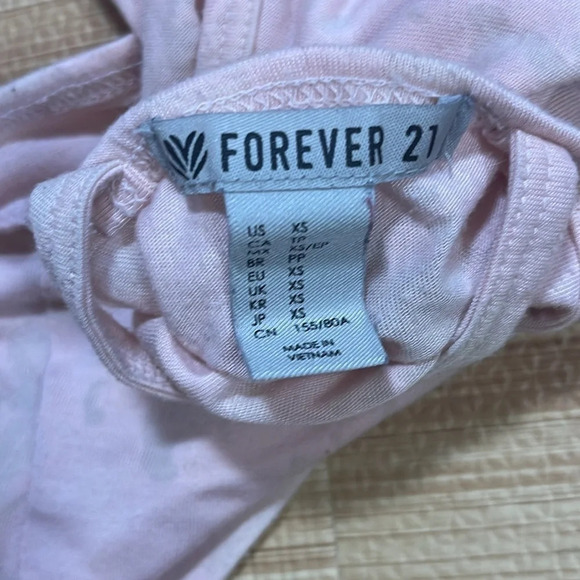 FOREVER 21
US XS
CA TP
MX XS/EP
BR PP
EU XS
UK XS
KR XS
JP XS
CN 155/80A
MADE IN
VIETNAM